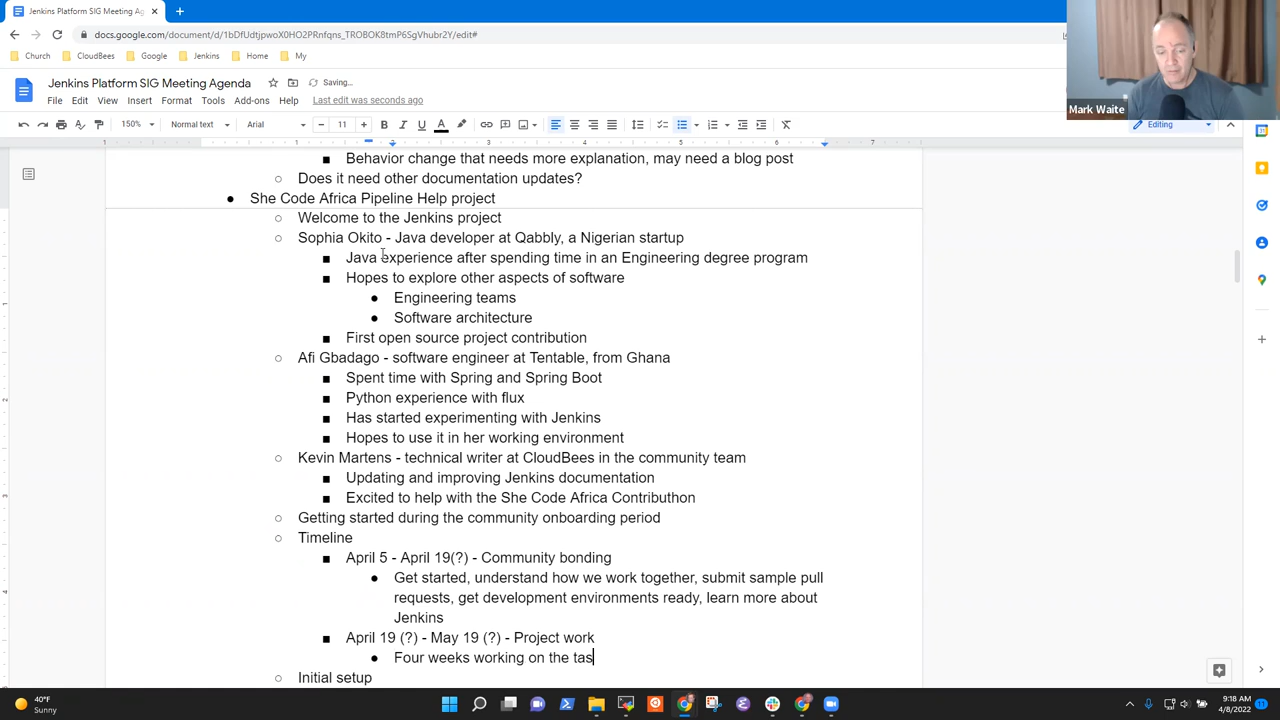 Jenkins Platform SIG Meeting Ag
docs.google.com/document/d/1bDfUdtjpwoX0HO2PRnfqns_TROBOK8tmP6SgVhubr2Y/edit#
Church CloudBees Google Jenkins Home My
Jenkins Platform SIG Meeting Agenda Saving...
File Edit View Insert Format Tools Add-ons Help Last edit was seconds ago
Mark Waite
150% Normal text Arial 11 Editing
Behavior change that needs more explanation, may need a blog post
Does it need other documentation updates?
She Code Africa Pipeline Help project
Welcome to the Jenkins project
Sophia Okito - Java developer at Qabbly, a Nigerian startup
Java experience after spending time in an Engineering degree program
Hopes to explore other aspects of software
Engineering teams
Software architecture
First open source project contribution
Afi Gbadago - software engineer at Tentable, from Ghana
Spent time with Spring and Spring Boot
Python experience with flux
Has started experimenting with Jenkins
Hopes to use it in her working environment
Kevin Martens - technical writer at CloudBees in the community team
Updating and improving Jenkins documentation
Excited to help with the She Code Africa Contributhon
Getting started during the community onboarding period
Timeline
April 5 - April 19(?) - Community bonding
Get started, understand how we work together, submit sample pull
requests, get development environments ready, learn more about
Jenkins
April 19 (?) - May 19 (?) - Project work
Four weeks working on the tas
Initial setup
40°F
Sunny
9:18 AM
4/8/2022